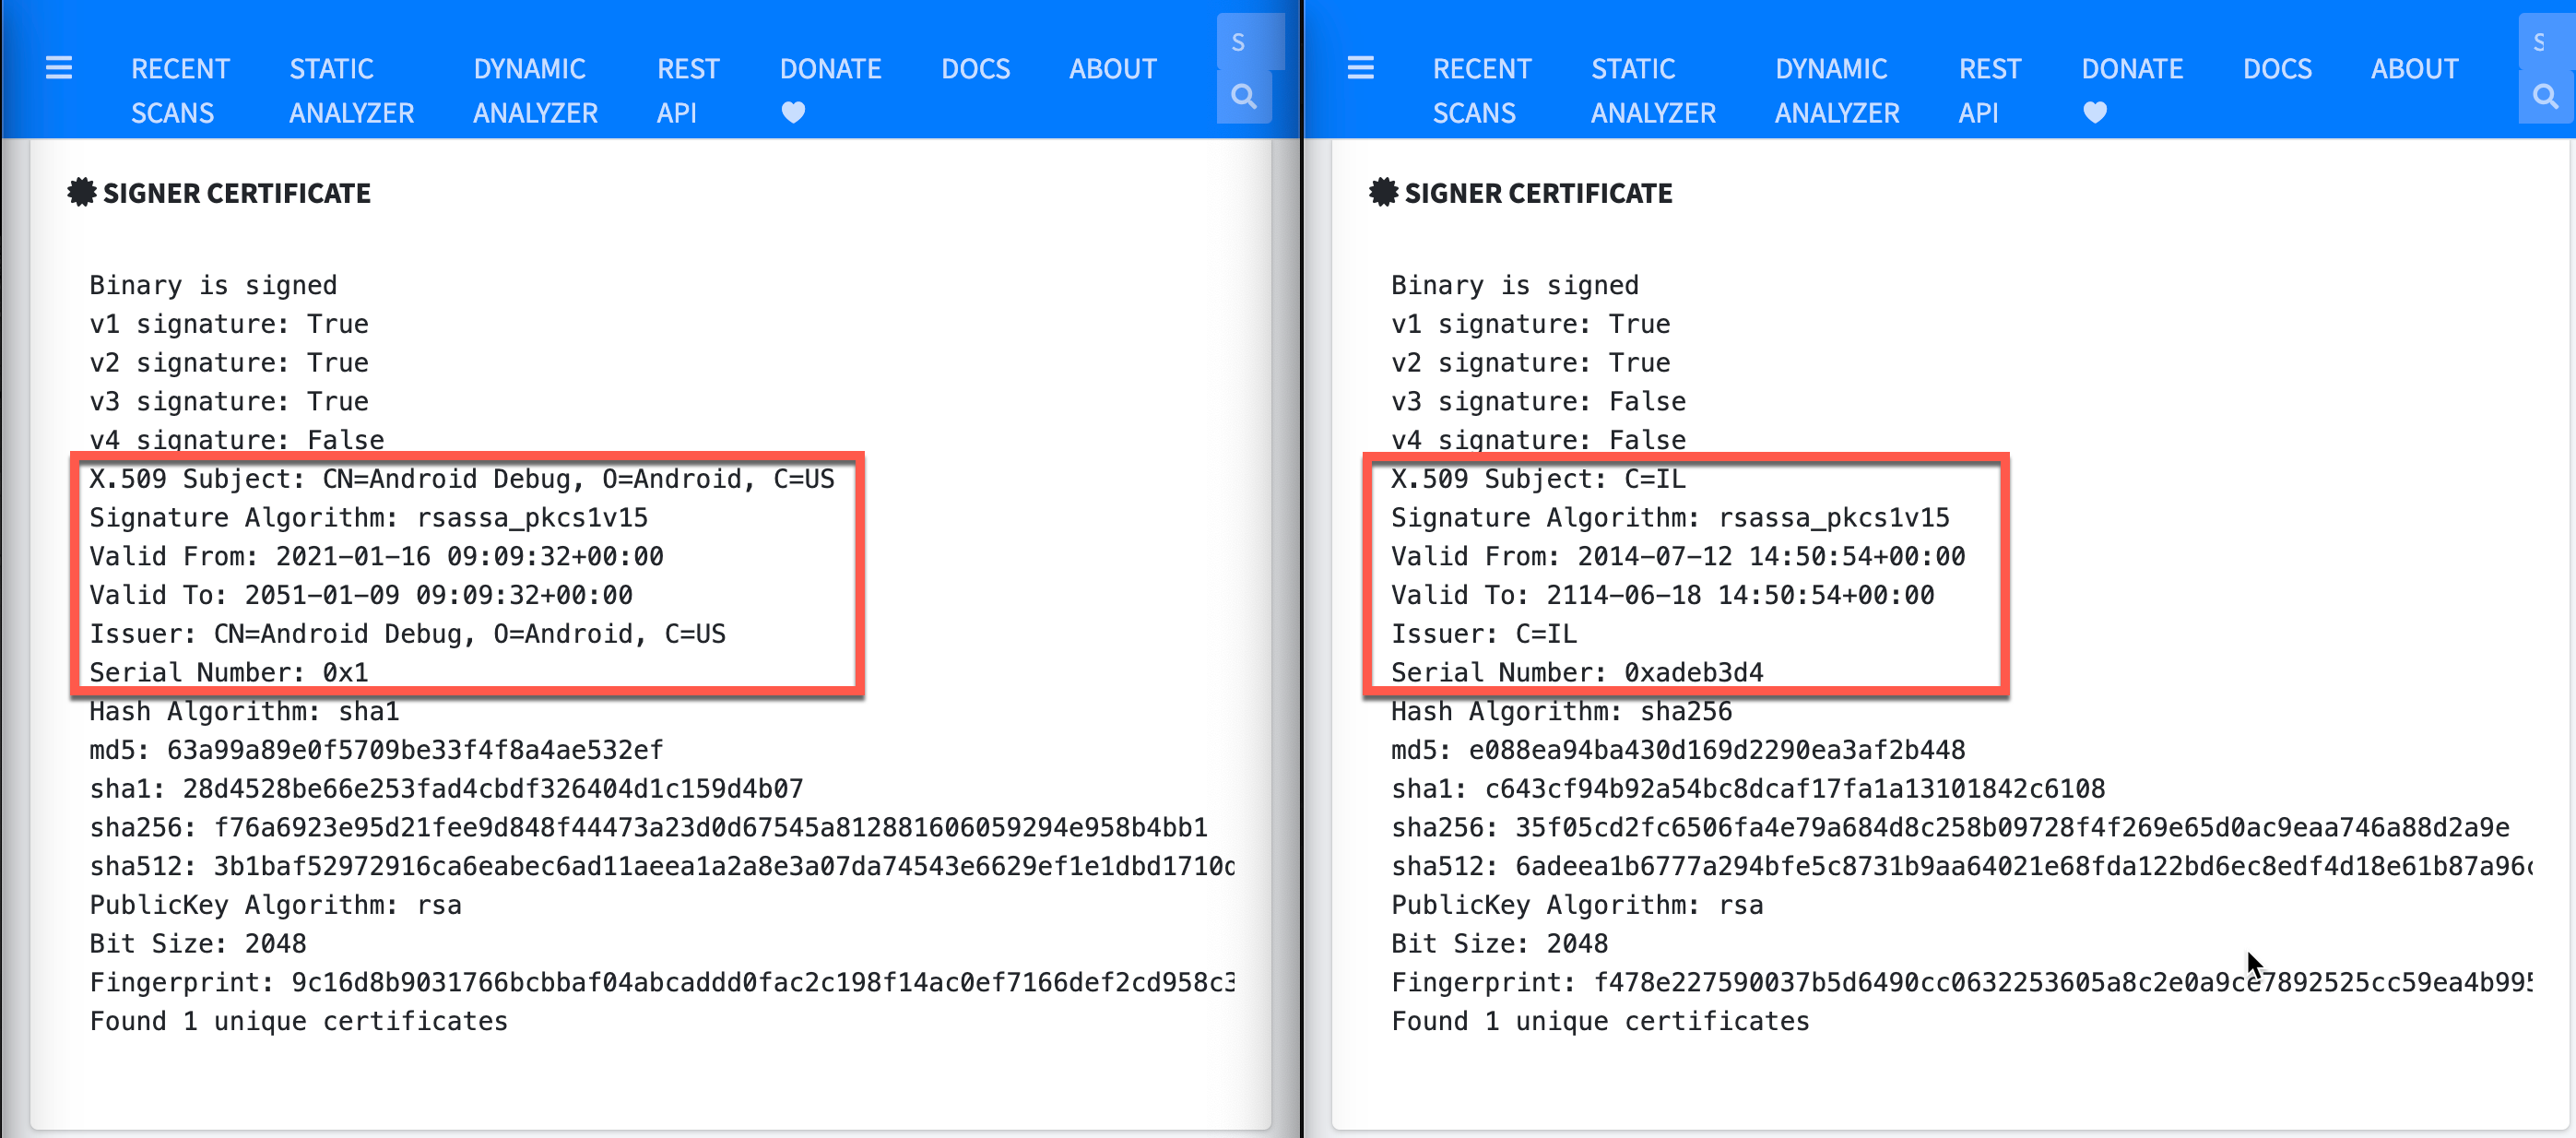 RECENT SCANS
STATIC ANALYZER
DYNAMIC ANALYZER
REST API
DONATE
DOCS
ABOUT
S
SIGNER CERTIFICATE
Binary is signed
v1 signature: True
v2 signature: True
v3 signature: True
v4 signature: False
X.509 Subject: CN=Android Debug, O=Android, C=US
Signature Algorithm: rsassa_pkcs1v15
Valid From: 2021-01-16 09:09:32+00:00
Valid To: 2051-01-09 09:09:32+00:00
Issuer: CN=Android Debug, O=Android, C=US
Serial Number: 0x1
Hash Algorithm: sha1
md5: 63a99a89e0f5709be33f4f8a4ae532ef
sha1: 28d4528be66e253fad4cbdf326404d1c159d4b07
sha256: f76a6923e95d21fee9d848f44473a23d0d67545a812881606059294e958b4bb1
sha512: 3b1baf52972916ca6eabec6ad11aeea1a2a8e3a07da74543e6629ef1e1dbd1710
PublicKey Algorithm: rsa
Bit Size: 2048
Fingerprint: 9c16d8b9031766bcbbaf04abcaddd0fac2c198f14ac0ef7166def2cd958c3
Found 1 unique certificates
RECENT SCANS
STATIC ANALYZER
DYNAMIC ANALYZER
REST API
DONATE
DOCS
ABOUT
S
SIGNER CERTIFICATE
Binary is signed
v1 signature: True
v2 signature: True
v3 signature: False
v4 signature: False
X.509 Subject: C=IL
Signature Algorithm: rsassa_pkcs1v15
Valid From: 2014-07-12 14:50:54+00:00
Valid To: 2114-06-18 14:50:54+00:00
Issuer: C=IL
Serial Number: 0xadeb3d4
Hash Algorithm: sha256
md5: e088ea94ba430d169d2290ea3af2b448
sha1: c643cf94b92a54bc8dcaf17fa1a13101842c6108
sha256: 35f05cd2fc6506fa4e79a684d8c258b09728f4f269e65d0ac9eaa746a88d2a9e
sha512: 6adeea1b6777a294bfe5c8731b9aa64021e68fda122bd6ec8edf4d18e61b87a96
PublicKey Algorithm: rsa
Bit Size: 2048
Fingerprint: f478e227590037b5d6490cc0632253605a8c2e0a9ce7892525cc59ea4b995
Found 1 unique certificates